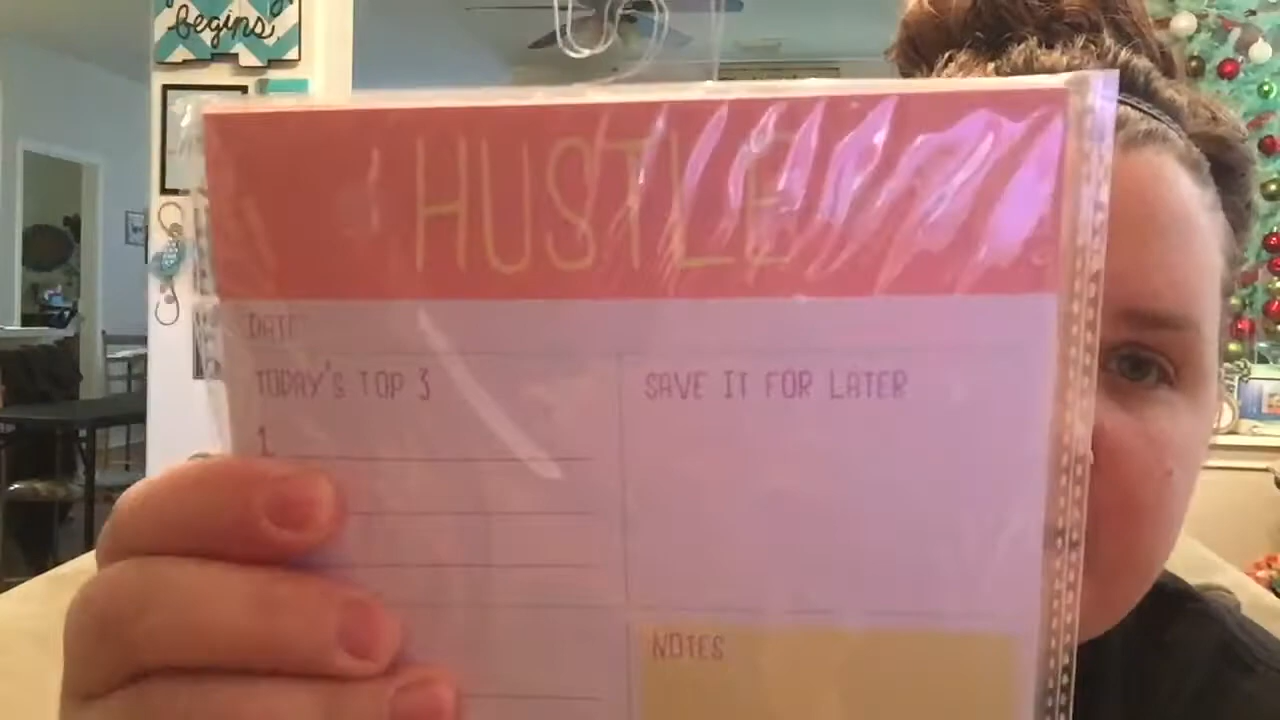 begins
HUSTLE
DATE
TODAY'S TOP 3
SAVE IT FOR LATER
1
NOTES